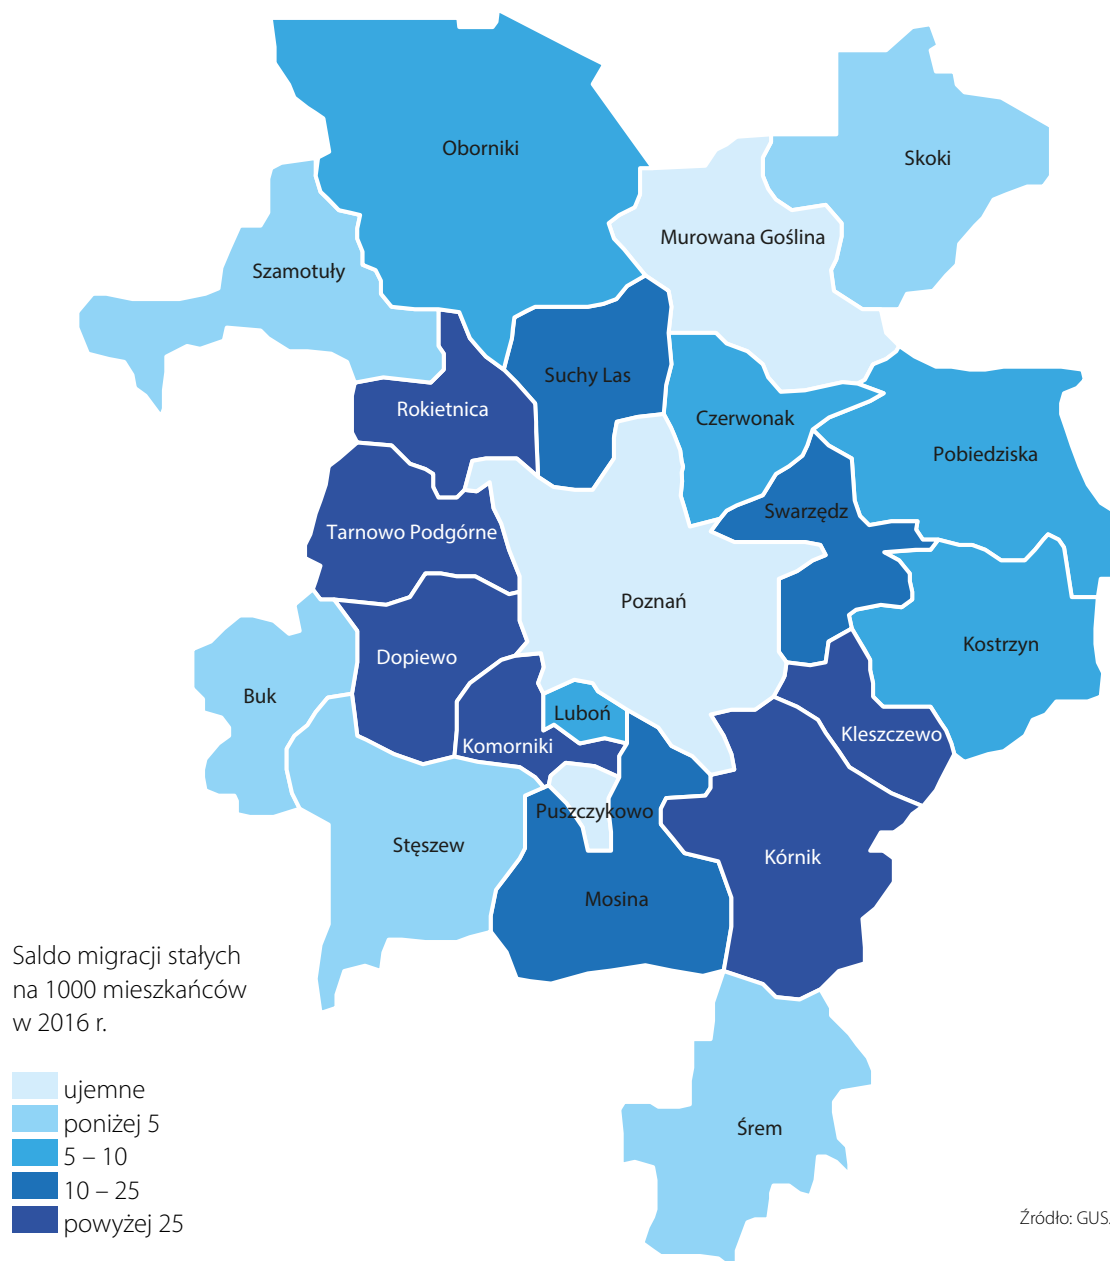 Oborniki
Skoki
Murowana Goślina
Szamotuły
Suchy Las
Rokietnica
Czerwonak
Pobiedziska
Swarzędz
Tarnowo Podgórne
Poznań
Kostrzyn
Dopiewo
Buk
Luboń
Kleszczewo
Komorniki
Puszczykowo
Stęszew
Kórnik
Mosina
Śrem
Saldo migracji stałych
na 1000 mieszkańców
w 2016 r.
ujemne
poniżej 5
5 – 10
10 – 25
powyżej 25
Źródło: GUS.